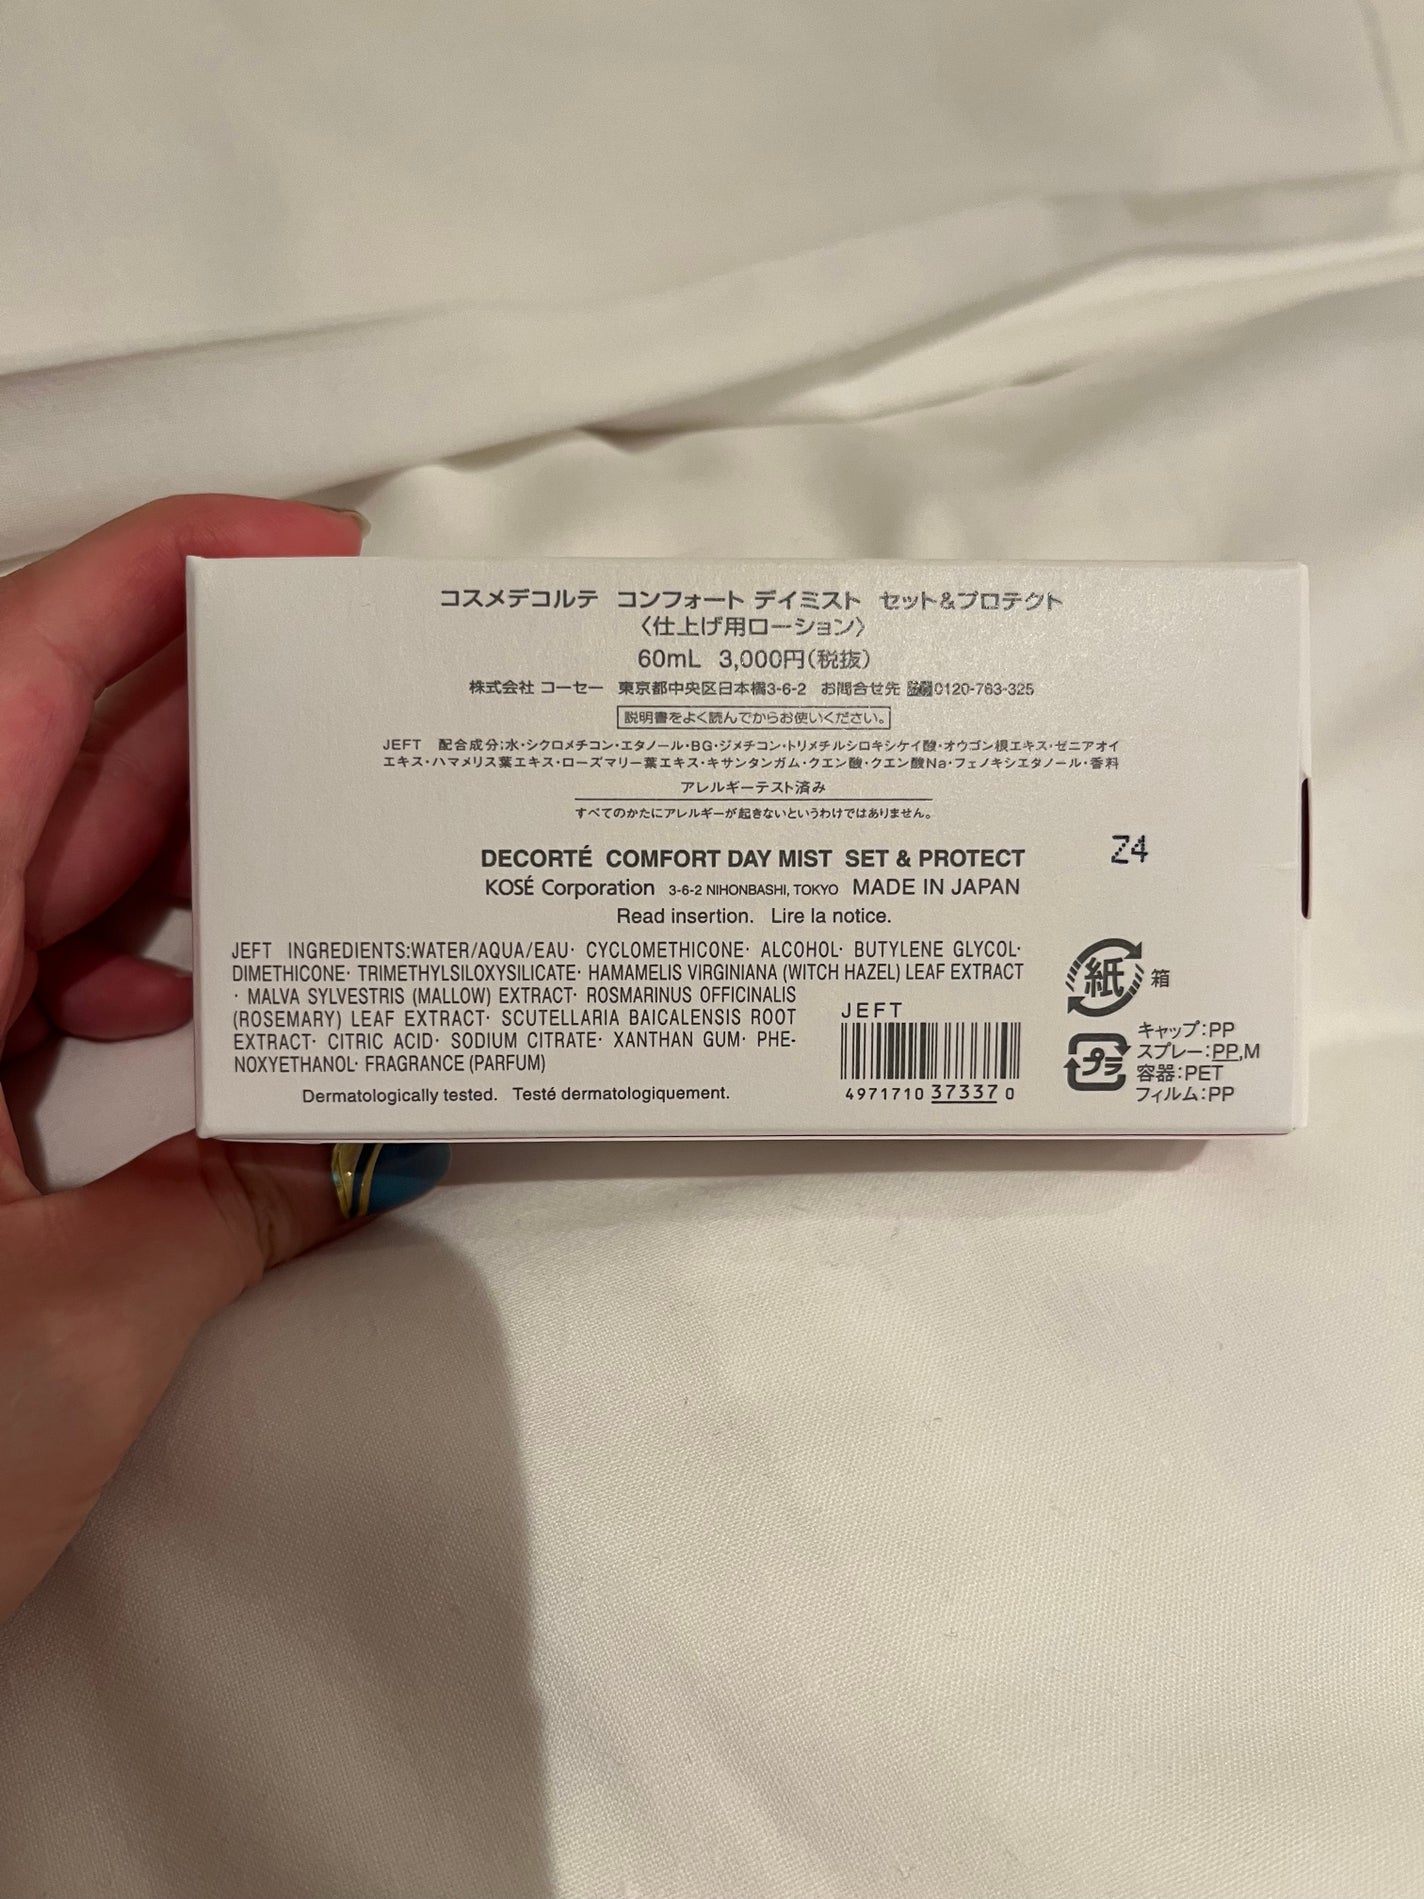 コスメデコルテ コンフォート デイミスト セット&プロテクト
〈仕上げ用ローション〉
60mL 3,000円(税抜)
株式会社 コーセー 東京都中央区日本橋3-6-2 お問合せ先 0120-763-325
説明書をよく読んでからお使いください。
JEFT 配合成分:水・シクロメチコン・エタノール・BG・ジメチコン・トリメチルシロキシケイ酸・オウゴン根エキス・ゼニアオイ
エキス・ハマメリス葉エキス・ローズマリー葉エキス・キサンタンガム・クエン酸・クエン酸Na・フェノキシエタノール・香料
アレルギーテスト済み
すべてのかたにアレルギーが起きないというわけではありません。
DECORTÉ COMFORT DAY MIST SET & PROTECT
Z4
KOSÉ Corporation 3-6-2 NIHONBASHI, TOKYO MADE IN JAPAN
Read insertion. Lire la notice.
JEFT INGREDIENTS:WATER/AQUA/EAU· CYCLOMETHICONE· ALCOHOL· BUTYLENE GLYCOL·
DIMETHICONE· TRIMETHYLSILOXYSILICATE· HAMAMELIS VIRGINIANA (WITCH HAZEL) LEAF EXTRACT
· MALVA SYLVESTRIS (MALLOW) EXTRACT· ROSMARINUS OFFICINALIS
(ROSEMARY) LEAF EXTRACT· SCUTELLARIA BAICALENSIS ROOT
EXTRACT· CITRIC ACID· SODIUM CITRATE· XANTHAN GUM· PHE-
NOXYETHANOL· FRAGRANCE (PARFUM)
Dermatologically tested. Testé dermatologiquement.
JEFT
4971710 37337 0
紙 箱
プラ
キャップ:PP
スプレー:PP,M
容器:PET
フィルム:PP